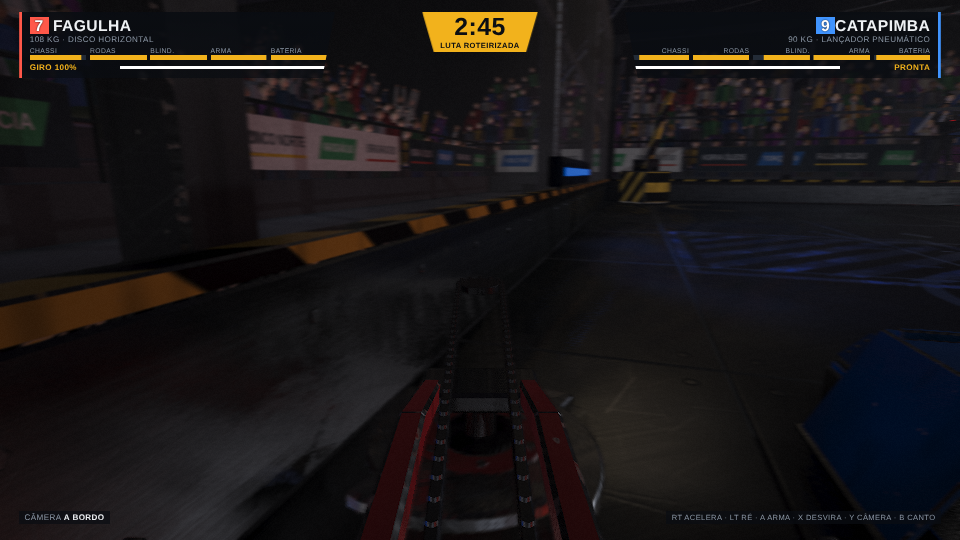 7 FAGULHA
108 KG · DISCO HORIZONTAL
CHASSI RODAS BLIND. ARMA BATERIA
GIRO 100%
2:45
LUTA ROTEIRIZADA
9 CATAPIMBA
90 KG · LANÇADOR PNEUMÁTICO
CHASSI RODAS BLIND. ARMA BATERIA
PRONTA
CÂMERA A BORDO
RT ACELERA · LT RÉ · A ARMA · X DESVIRA · Y CÂMERA · B CANTO